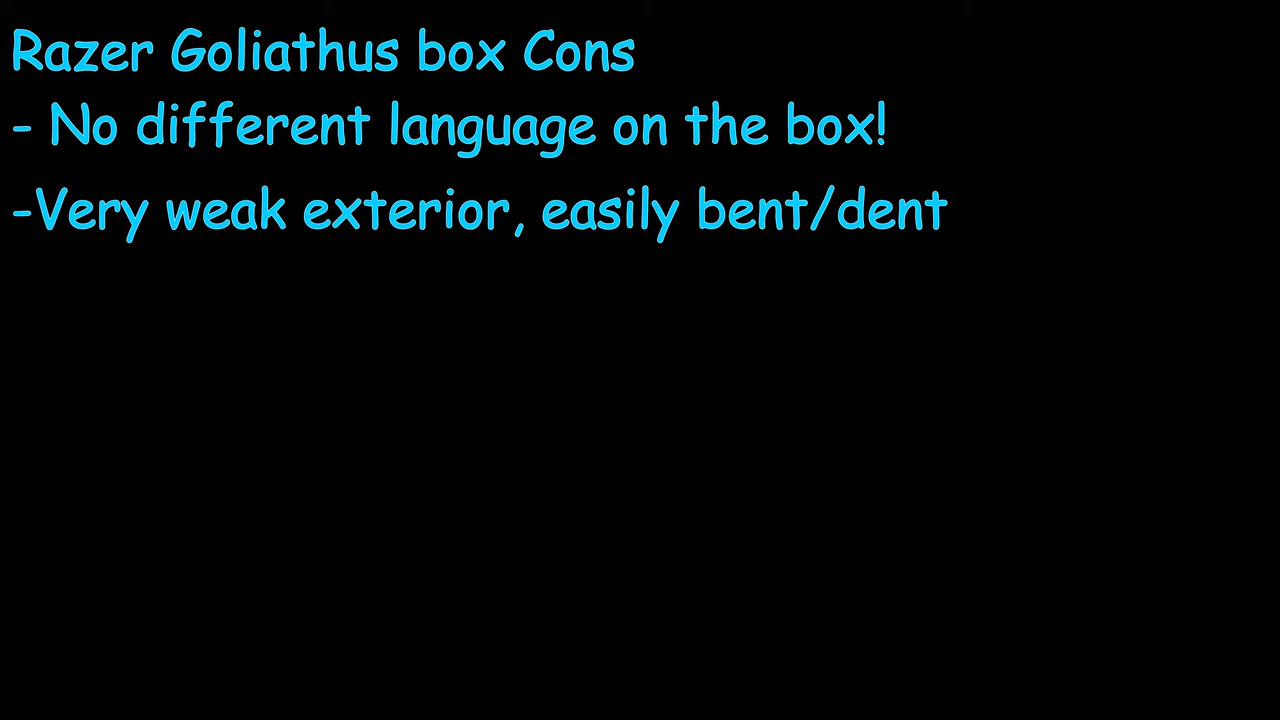 Razer Goliathus box Cons
- No different language on the box!
-Very weak exterior, easily bent/dent